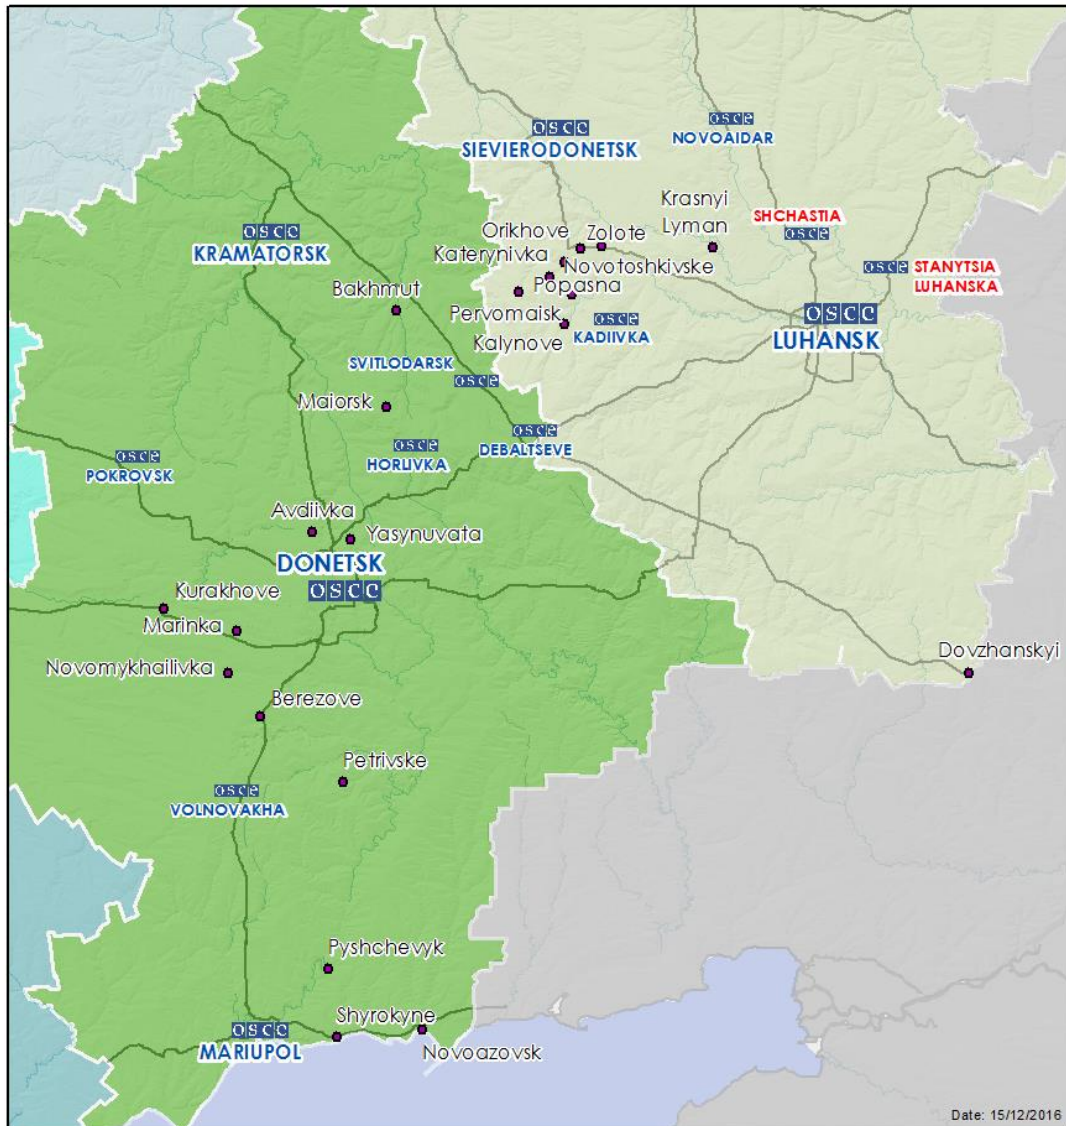 OSCE
SIEVIERODONETSK
OSCE
NOVOAIDAR
OSCE
KRAMATORSK
Krasnyi
Lyman
SHCHASTIA
OSCE
Orikhove
Zolote
Katerynivka
Novotoshkivske
OSCE
STANYTSIA
LUHANSKA
Bakhmut
Popasna
Pervomaisk
OSCE
KADIIVKA
OSCE
LUHANSK
Kalynove
SVITLODARSK
OSCE
Maiorsk
OSCE
HORLIVKA
OSCE
DEBALTSEVE
OSCE
POKROVSK
Avdiivka
Yasynuvata
DONETSK
OSCE
Kurakhove
Marinka
Novomykhailivka
Dovzhanskyi
Berezove
Petrivske
OSCE
VOLNOVAKHA
Pyshchevyk
Shyrokyne
OSCE
MARIUPOL
Novoazovsk
Date: 15/12/2016